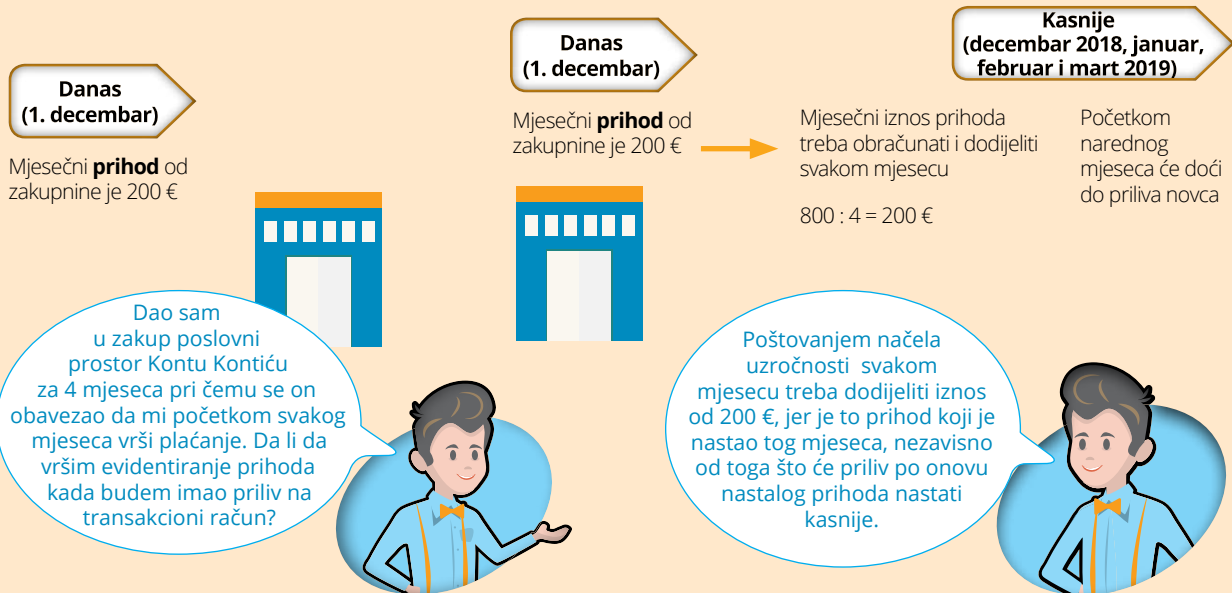 Danas
(1. decembar)
Mjesečni prihod od
zakupnine je 200 €
Dao sam
u zakup poslovni
prostor Kontu Kontiću
za 4 mjeseca pri čemu se on
obavezao da mi početkom svakog
mjeseca vrši plaćanje. Da li da
vršim evidentiranje prihoda
kada budem imao priliv na
transakcioni račun?
Danas
(1. decembar)
Mjesečni prihod od
zakupnine je 200 €
Kasnije
(decembar 2018, januar,
februar i mart 2019)
Mjesečni iznos prihoda
treba obračunati i dodijeliti
svakom mjesecu
800 : 4 = 200 €
Početkom
narednog
mjeseca će doći
do priliva novca
Poštovanjem načela
uzročnosti svakom
mjesecu treba dodijeliti iznos
od 200 €, jer je to prihod koji je
nastao tog mjeseca, nezavisno
od toga što će priliv po onovu
nastalog prihoda nastati
kasnije.